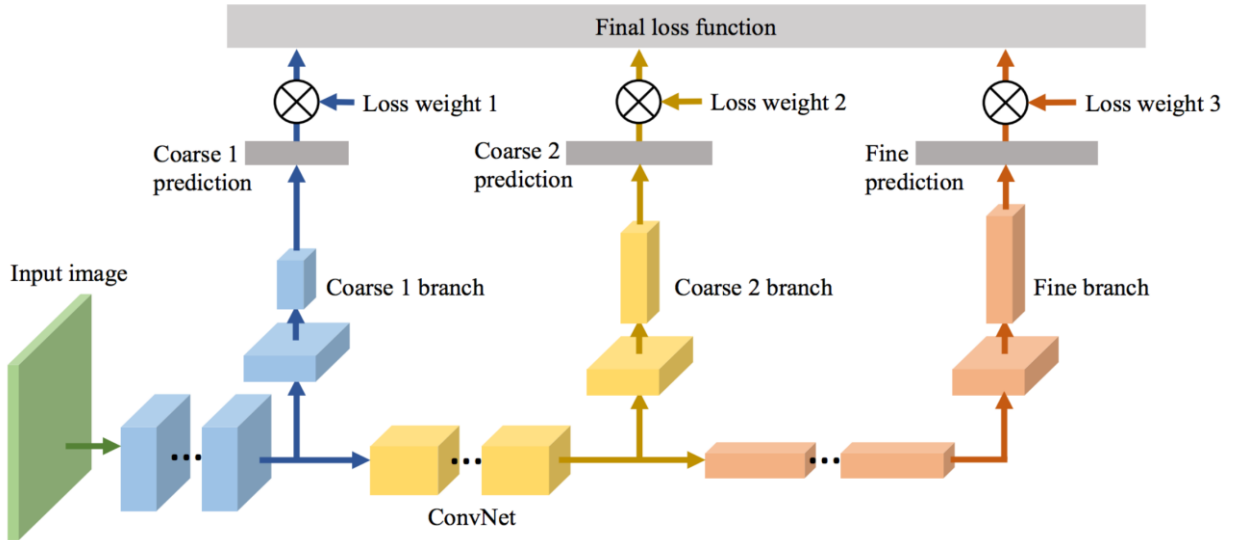 Final loss function
Loss weight 1
Loss weight 2
Loss weight 3
Coarse 1
prediction
Coarse 2
prediction
Fine
prediction
Input image
Coarse 1 branch
Coarse 2 branch
Fine branch
ConvNet